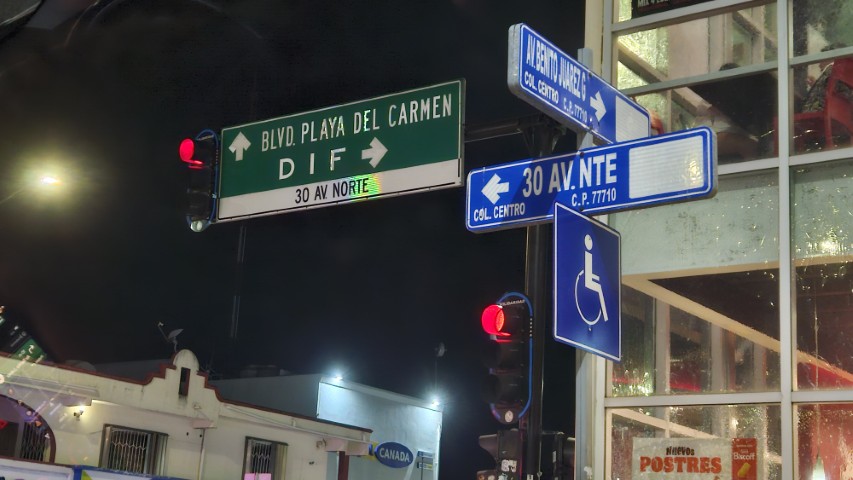 BLVD. PLAYA DEL CARMEN
DIF
30 AV NORTE
AV. BENITO JUAREZ G
COL. CENTRO C.P. 77710
30 AV. NTE
COL. CENTRO C.P. 77710
CANADA
NUEVOS
POSTRES
Biscoff